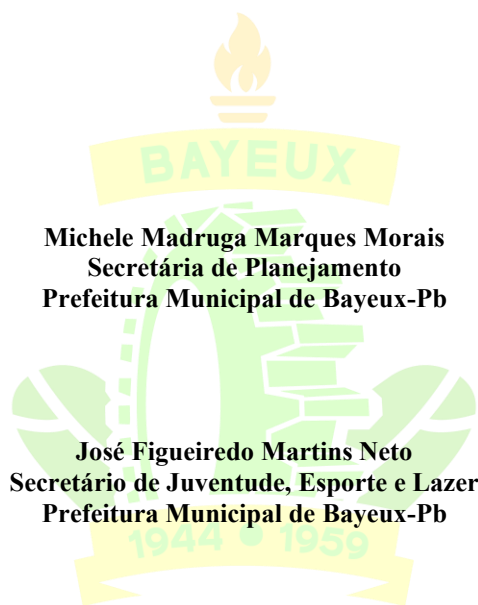 BAYEUX
Michele Madruga Marques Morais
Secretária de Planejamento
Prefeitura Municipal de Bayeux-Pb
José Figueiredo Martins Neto
Secretário de Juventude, Esporte e Lazer
Prefeitura Municipal de Bayeux-Pb
1944 • 1959